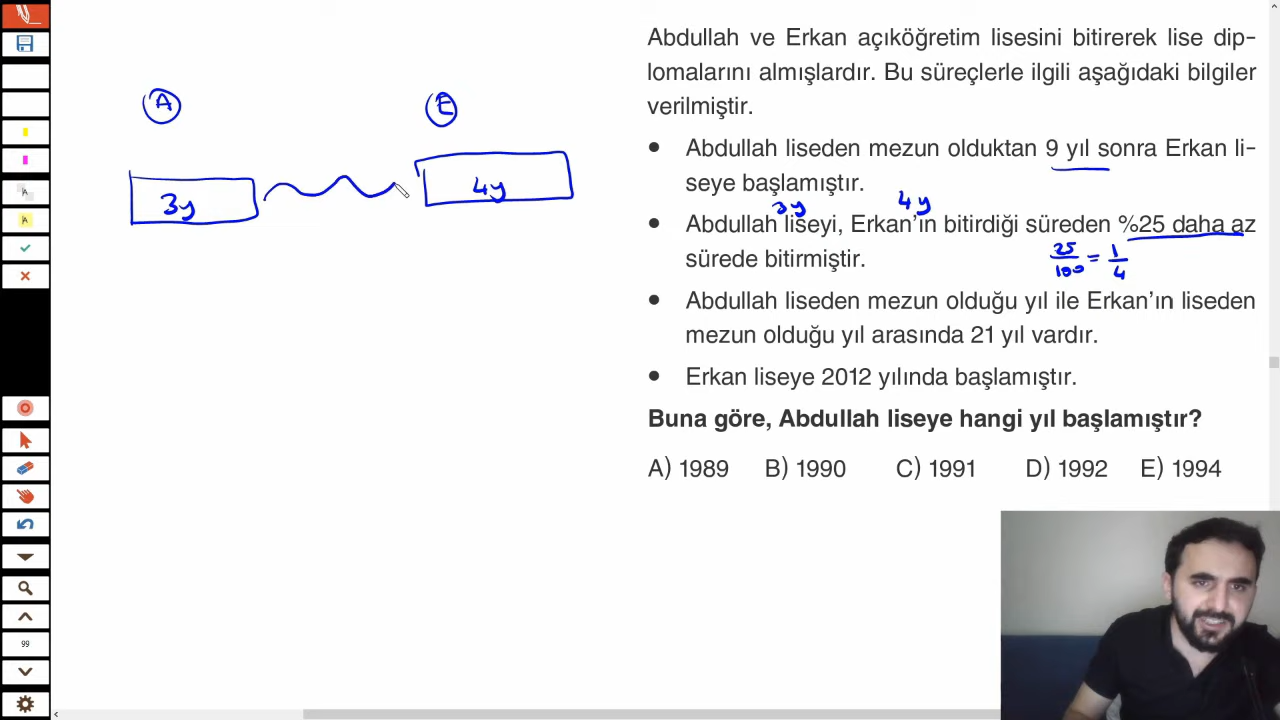 A
E
3y
4y
Abdullah ve Erkan açıköğretim lisesini bitirerek lise dip-
lomalarını almışlardır. Bu süreçlerle ilgili aşağıdaki bilgiler
verilmiştir.
• Abdullah liseden mezun olduktan 9 yıl sonra Erkan li-
seye başlamıştır.
3y 4y
• Abdullah liseyi, Erkan'ın bitirdiği süreden %25 daha az
sürede bitirmiştir.
25/100 = 1/4
• Abdullah liseden mezun olduğu yıl ile Erkan'ın liseden
mezun olduğu yıl arasında 21 yıl vardır.
• Erkan liseye 2012 yılında başlamıştır.
Buna göre, Abdullah liseye hangi yıl başlamıştır?
A) 1989 B) 1990 C) 1991 D) 1992 E) 1994
99